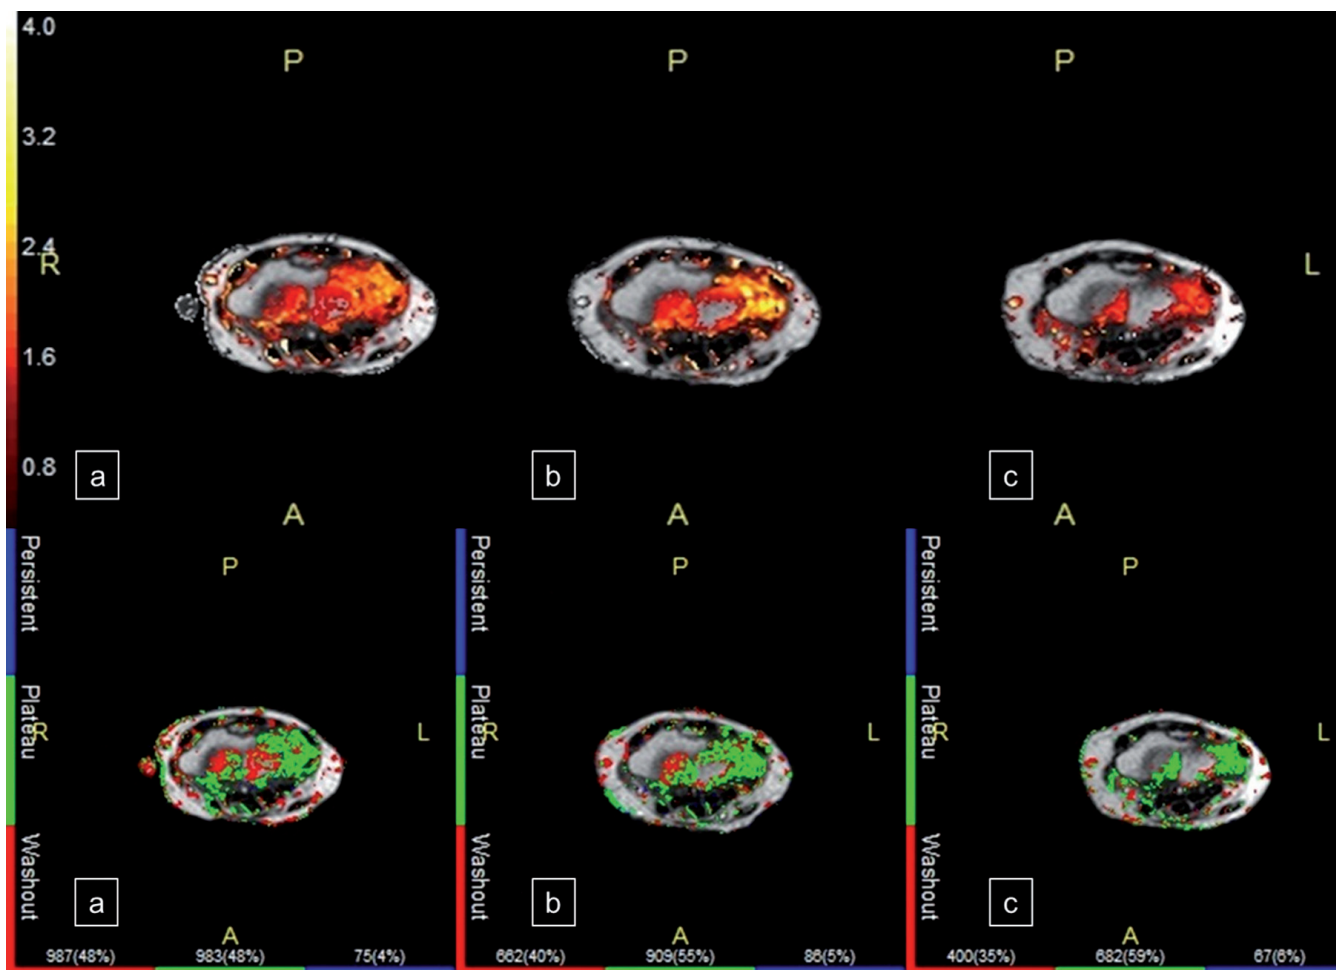 4.0
P P P
3.2
2.4
R L
1.6
0.8
a b c
A A A
Persistent Persistent Persistent
P P P
Plateau Plateau Plateau
R L R L R L
Washout Washout Washout
a b c
A A A
987(48%) 983(48%) 75(4%) 662(40%) 909(55%) 86(5%) 400(35%) 682(59%) 67(6%)